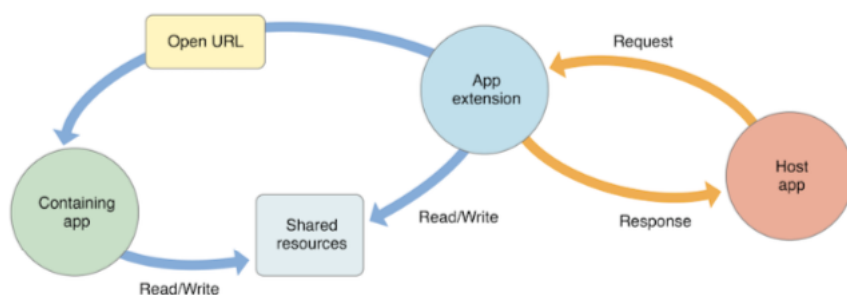 Open URL
Request
App
extension
Host
app
Containing
app
Shared
resources
Read/Write
Response
Read/Write